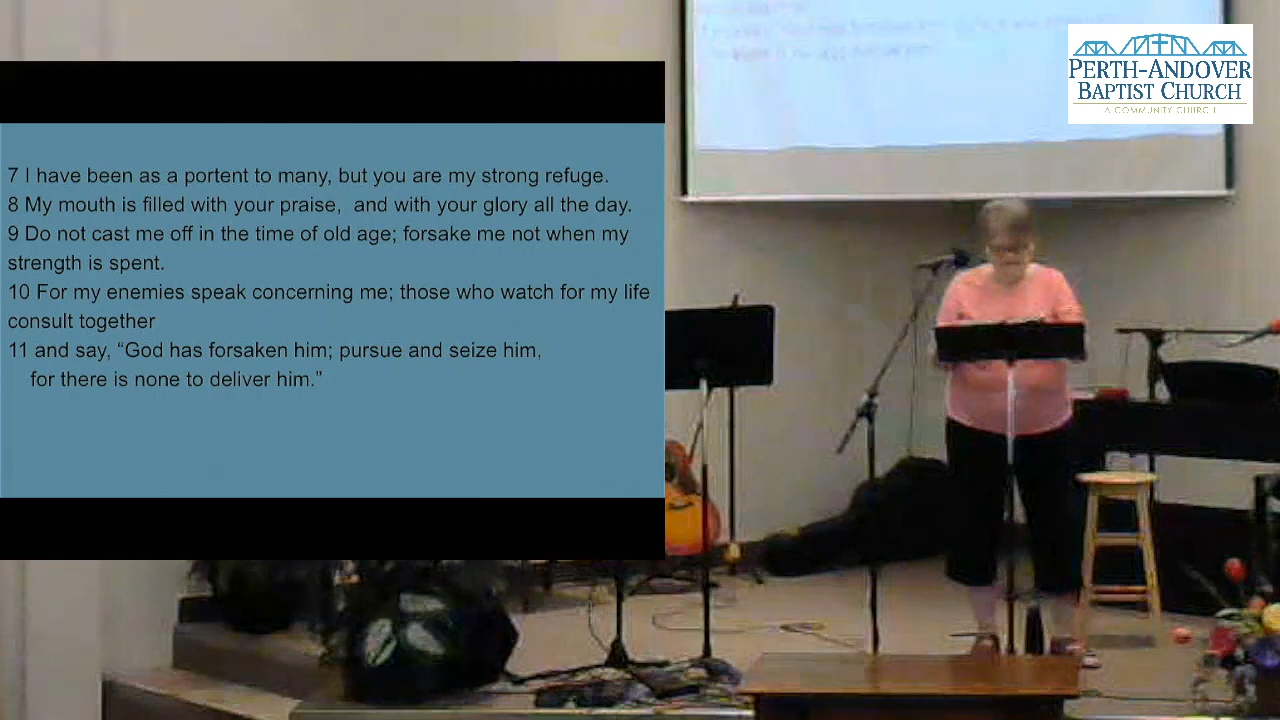 7 I have been as a portent to many, but you are my strong refuge.
8 My mouth is filled with your praise,  and with your glory all the day.
9 Do not cast me off in the time of old age; forsake me not when my
strength is spent.
10 For my enemies speak concerning me; those who watch for my life
consult together
11 and say, “God has forsaken him; pursue and seize him,
for there is none to deliver him.”
PERTH-ANDOVER
BAPTIST CHURCH
A COMMUNITY CHURCH